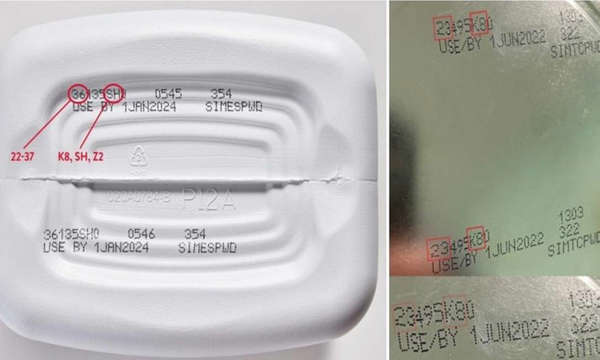 36135SH0 0545 354
USE BY 1JAN2024 SIMESPWD
22-37
K8, SH, Z2
P12A
36135SH0 0546 354
USE BY 1JAN2024 SIMESPWD
23495K80 1303
322
USE/BY 1JUN2022 SIMTCPWD
1303
23495K80 322
USE/BY 1JUN2022 SIMTCPWD
23495K80
USE/BY 1JUN2022